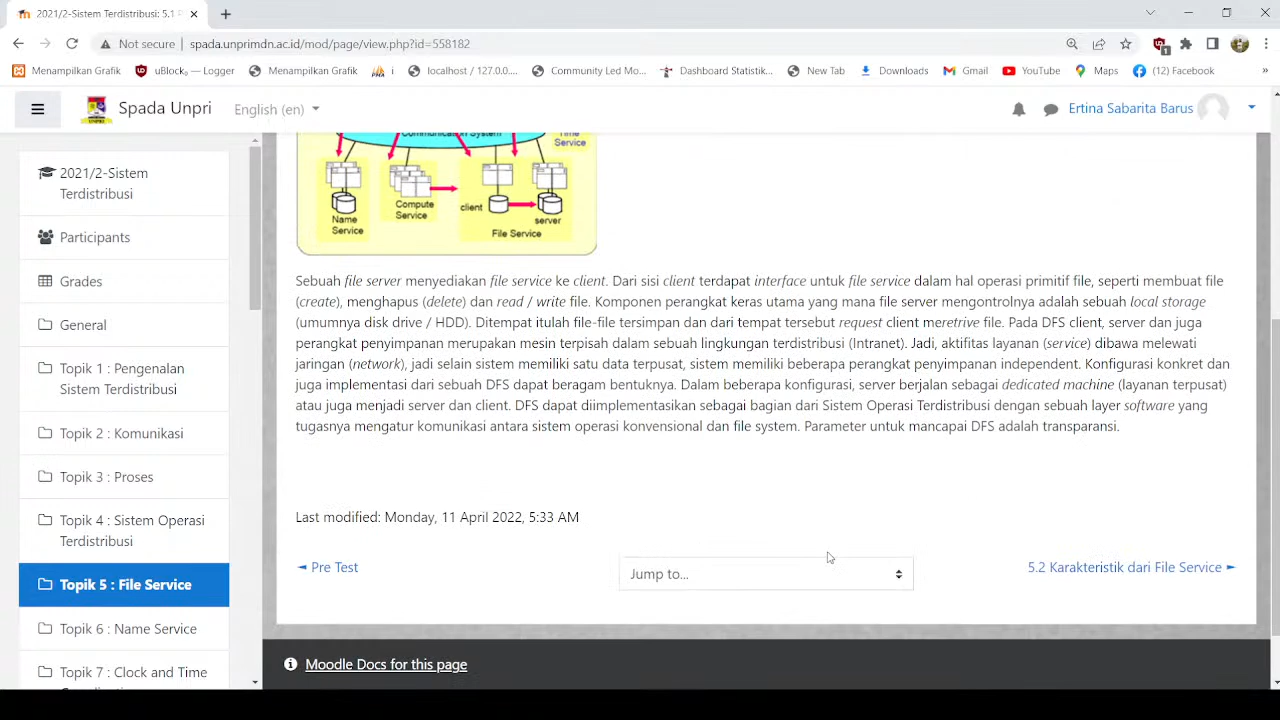 2021/2-Sistem Terdistribusi: 5.1 F
Not secure | spada.unprimdn.ac.id/mod/page/view.php?id=558182
Menampilkan Grafik uBlock_ — Logger Menampilkan Grafik i localhost / 127.0.0.... Community Led Mo... Dashboard Statistik... New Tab Downloads Gmail YouTube Maps (12) Facebook »
Spada Unpri English (en) Ertina Sabarita Barus
2021/2-Sistem
Terdistribusi
Participants
Grades
General
Topik 1 : Pengenalan
Sistem Terdistribusi
Topik 2 : Komunikasi
Topik 3 : Proses
Topik 4 : Sistem Operasi
Terdistribusi
Topik 5 : File Service
Topik 6 : Name Service
Topik 7 : Clock and Time
Communication System
Time
Service
Name
Service
Compute
Service
client
server
File Service
Sebuah file server menyediakan file service ke client. Dari sisi client terdapat interface untuk file service dalam hal operasi primitif file, seperti membuat file
(create), menghapus (delete) dan read / write file. Komponen perangkat keras utama yang mana file server mengontrolnya adalah sebuah local storage
(umumnya disk drive / HDD). Ditempat itulah file-file tersimpan dan dari tempat tersebut request client meretrive file. Pada DFS client, server dan juga
perangkat penyimpanan merupakan mesin terpisah dalam sebuah lingkungan terdistribusi (Intranet). Jadi, aktifitas layanan (service) dibawa melewati
jaringan (network), jadi selain sistem memiliki satu data terpusat, sistem memiliki beberapa perangkat penyimpanan independent. Konfigurasi konkret dan
juga implementasi dari sebuah DFS dapat beragam bentuknya. Dalam beberapa konfigurasi, server berjalan sebagai dedicated machine (layanan terpusat)
atau juga menjadi server dan client. DFS dapat diimplementasikan sebagai bagian dari Sistem Operasi Terdistribusi dengan sebuah layer software yang
tugasnya mengatur komunikasi antara sistem operasi konvensional dan file system. Parameter untuk mancapai DFS adalah transparansi.
Last modified: Monday, 11 April 2022, 5:33 AM
◄ Pre Test
Jump to...
5.2 Karakteristik dari File Service ►
Moodle Docs for this page